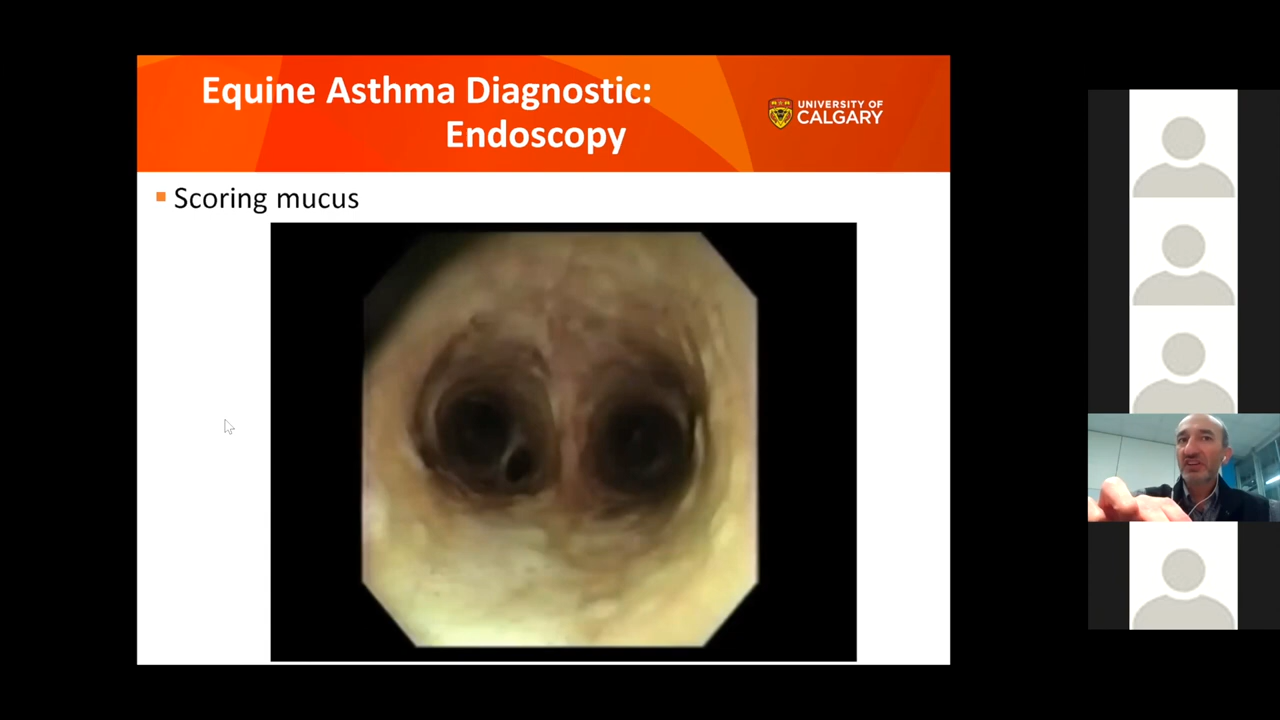 Equine Asthma Diagnostic:
Endoscopy
UNIVERSITY OF
CALGARY
Scoring mucus